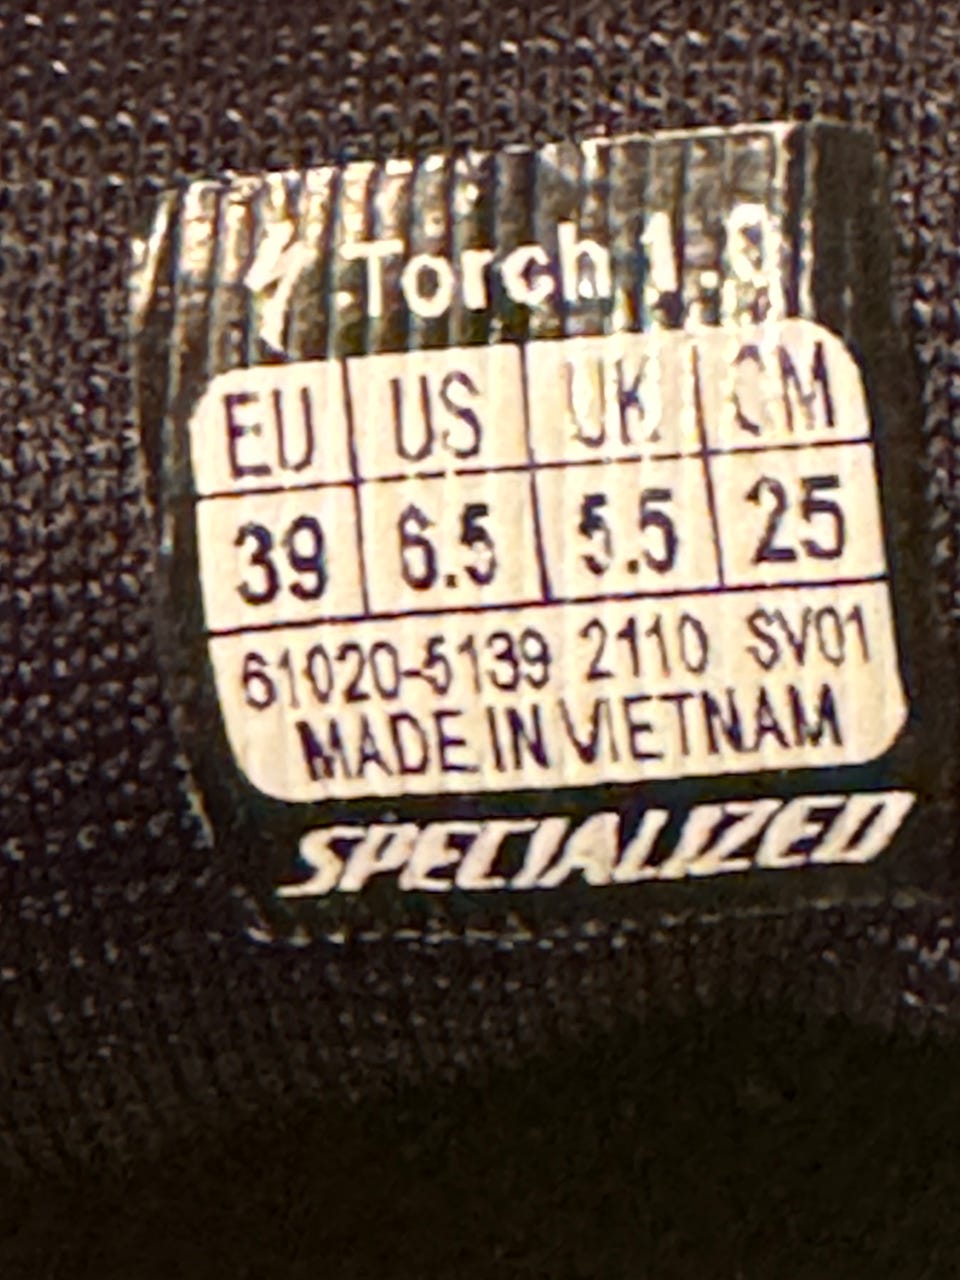 Torch 1.0
EU US UK CM
39 6.5 5.5 25
61020-5139 2110 SV01
MADE IN VIETNAM
SPECIALIZED